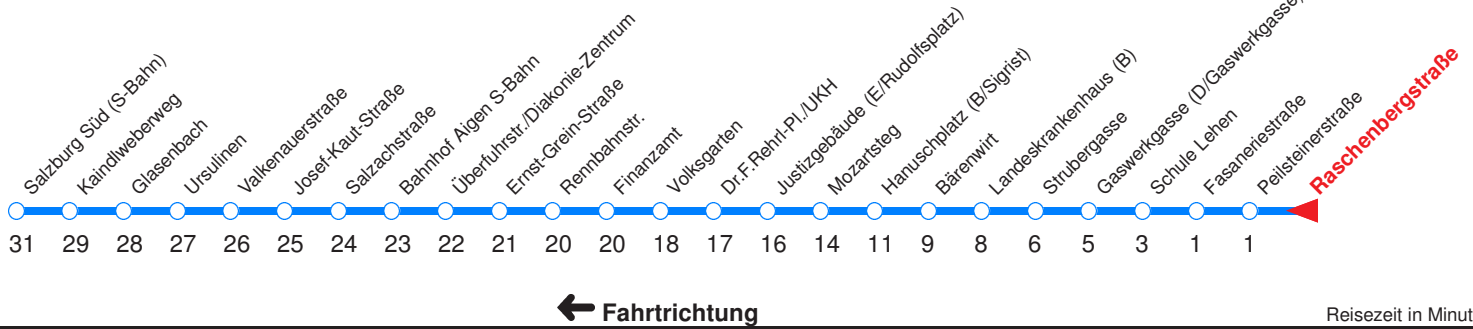 Salzburg Süd (S-Bahn)
Kaindlweberweg
Glasenbach
Ursulinen
Valkenauerstraße
Josef-Kaut-Straße
Salzachstraße
Bahnhof Aigen S-Bahn
Überfuhrstr./Diakonie-Zentrum
Ernst-Grein-Straße
Rennbahnstr.
Finanzamt
Volksgarten
Dr.F.Rehrl-Pl./UKH
Justizgebäude (E/Rudolfsplatz)
Mozartsteg
Hanuschplatz (B/Sigrist)
Bärenwirt
Landeskrankenhaus (B)
Strubergasse
Gaswerkgasse (D/Gaswerkgasse)
Schule Lehen
Fasaneriestraße
Peilsteinerstraße
Raschenbergstraße
31 29 28 27 26 25 24 23 22 21 20 20 18 17 16 14 11 9 8 6 5 3 1 1
Fahrtrichtung
Reisezeit in Minut